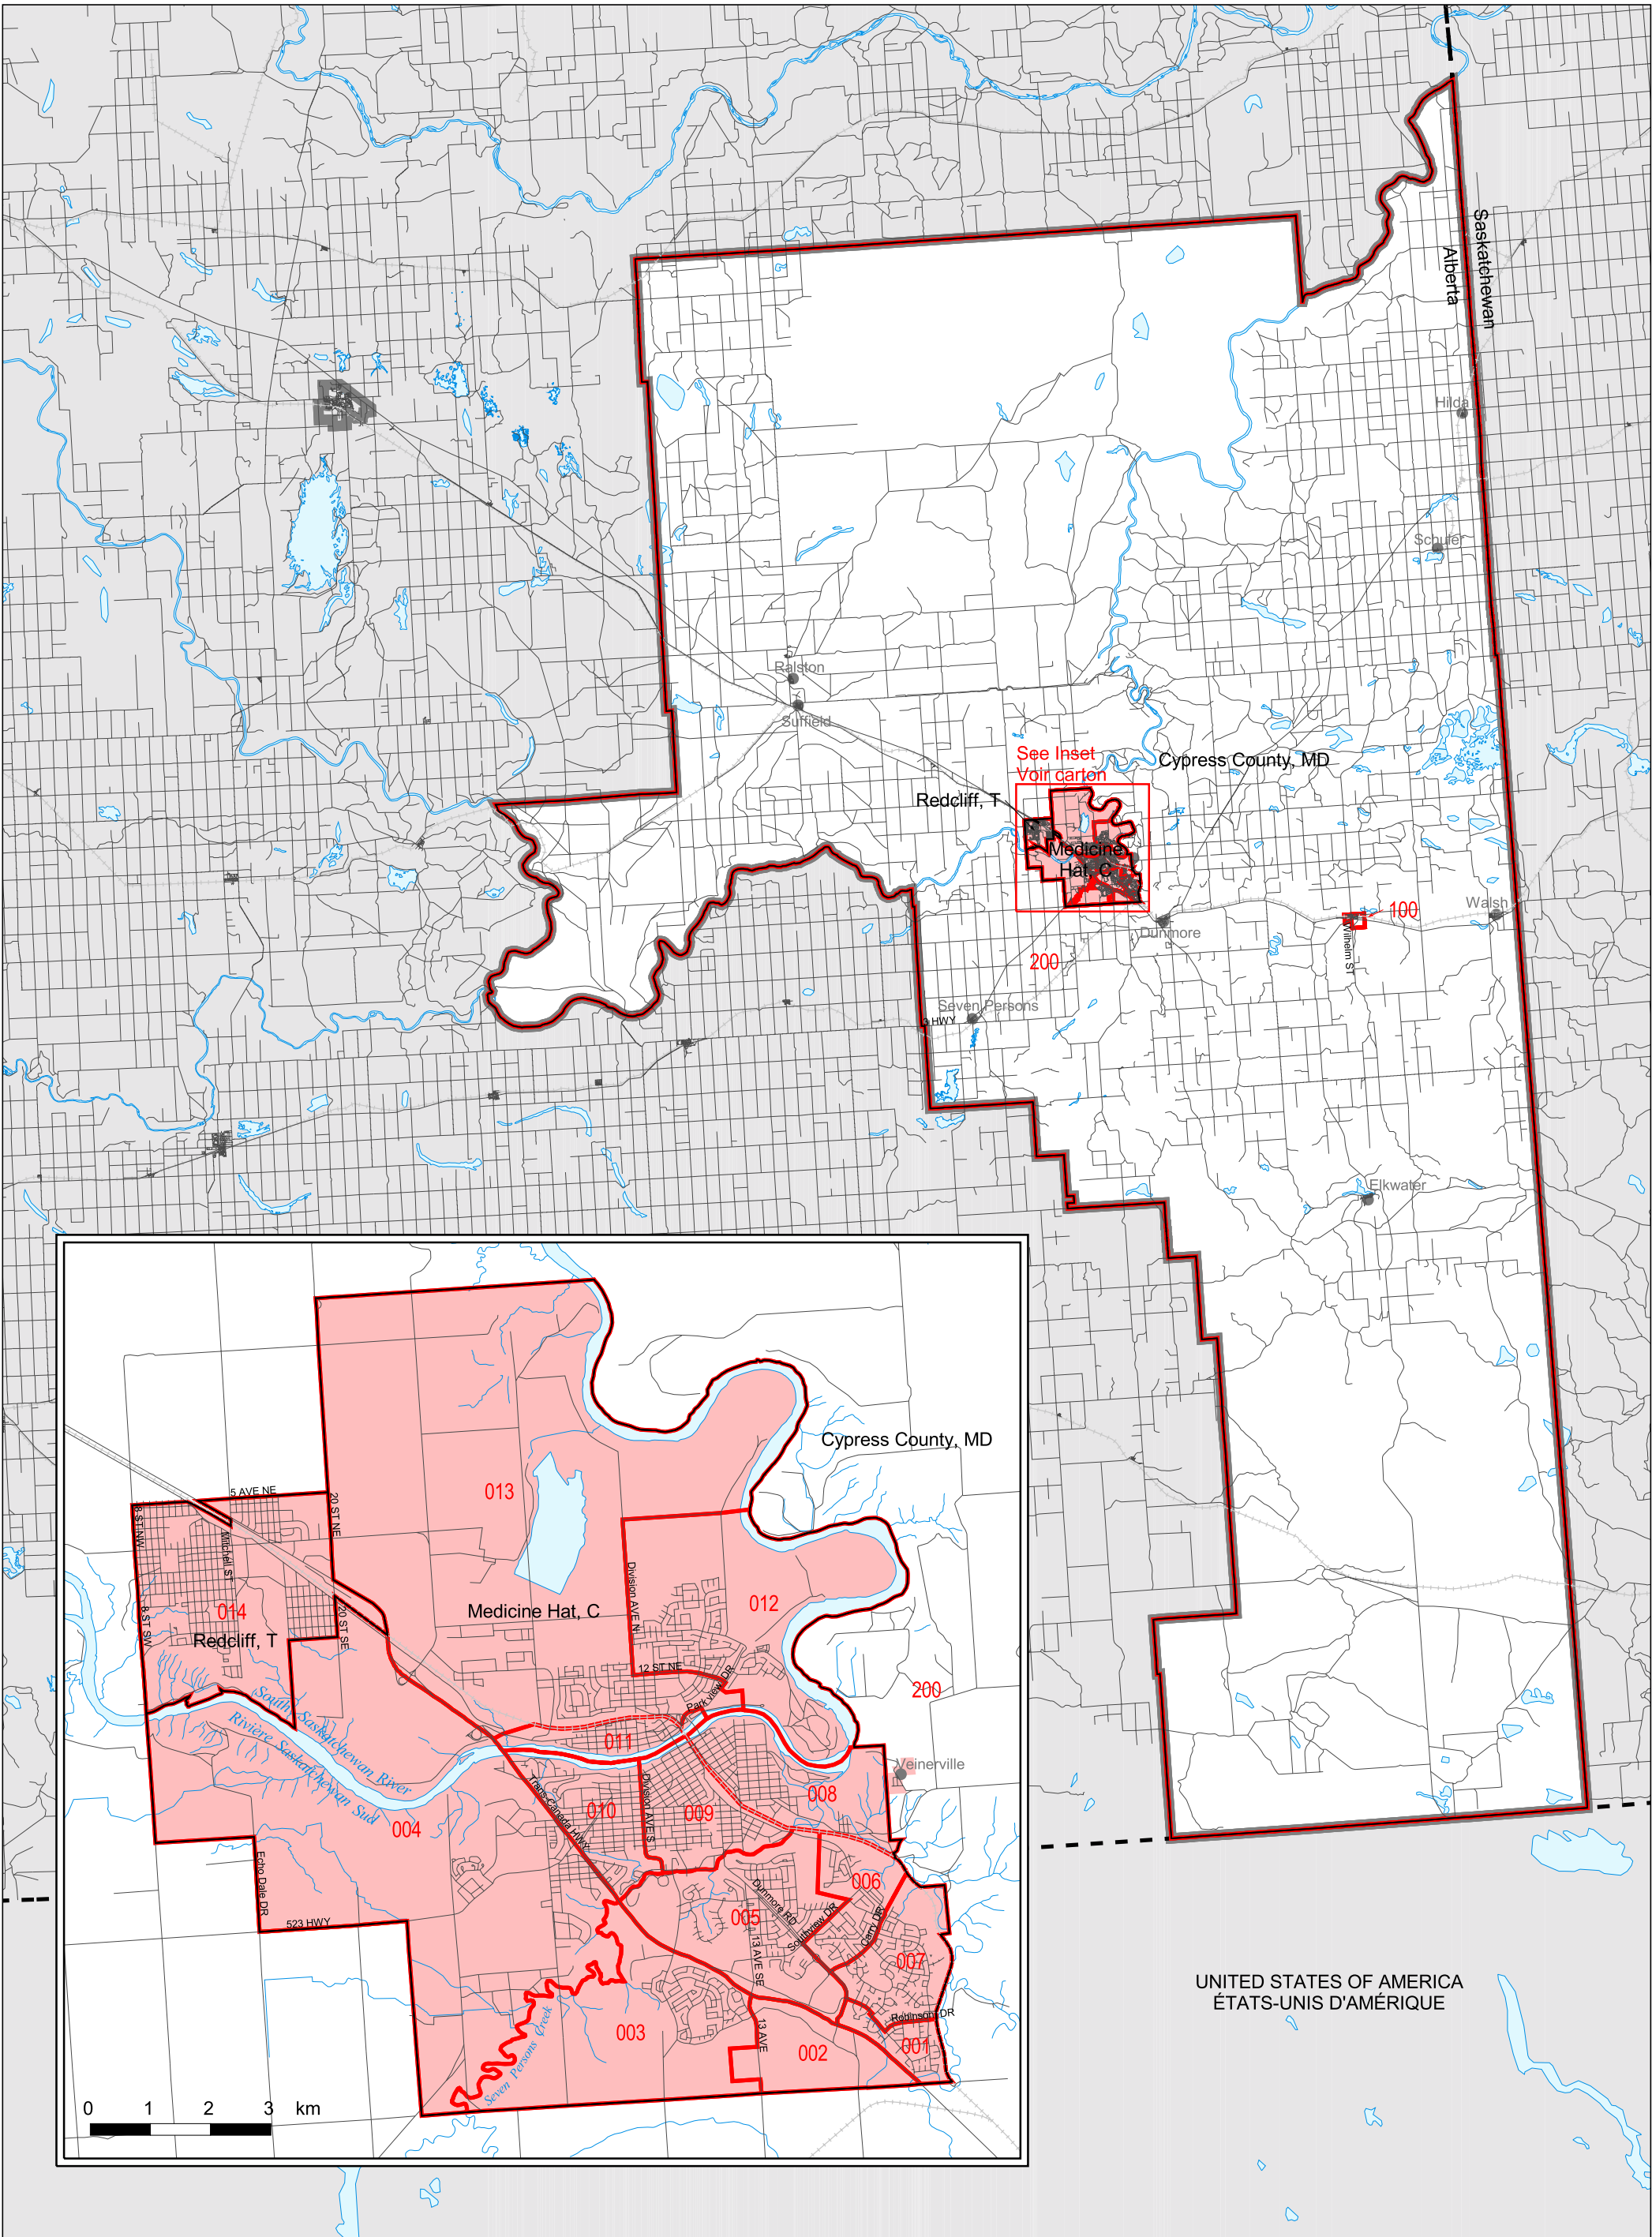 Saskatchewan
Alberta
Hilda
Schuler
Ralston
Suffield
See Inset
Voir carton
Cypress County, MD
Redcliff, T
Medicine
Hat, C
100
Walsh
Dunmore
Wilhelm ST
200
Seven Persons
3 HWY
Elkwater
Cypress County, MD
013
5 AVE NE
20 ST NE
8 ST NW
Mitchell ST
Division AVE N
012
014
8 ST SW
20 ST SE
Medicine Hat, C
Redcliff, T
12 ST NE
Parkview DR
200
South Saskatchewan River
Rivière Saskatchewan Sud
011
Veinerville
Trans-Canada HWY
010
Division AVE S
009
008
004
Echo Dale DR
006
Dunmore RD
005
Southview DR
Carry DR
523 HWY
13 AVE SE
007
UNITED STATES OF AMERICA
ÉTATS-UNIS D'AMÉRIQUE
Robinson DR
003
13 AVE
002
001
Seven Persons Creek
0 1 2 3 km